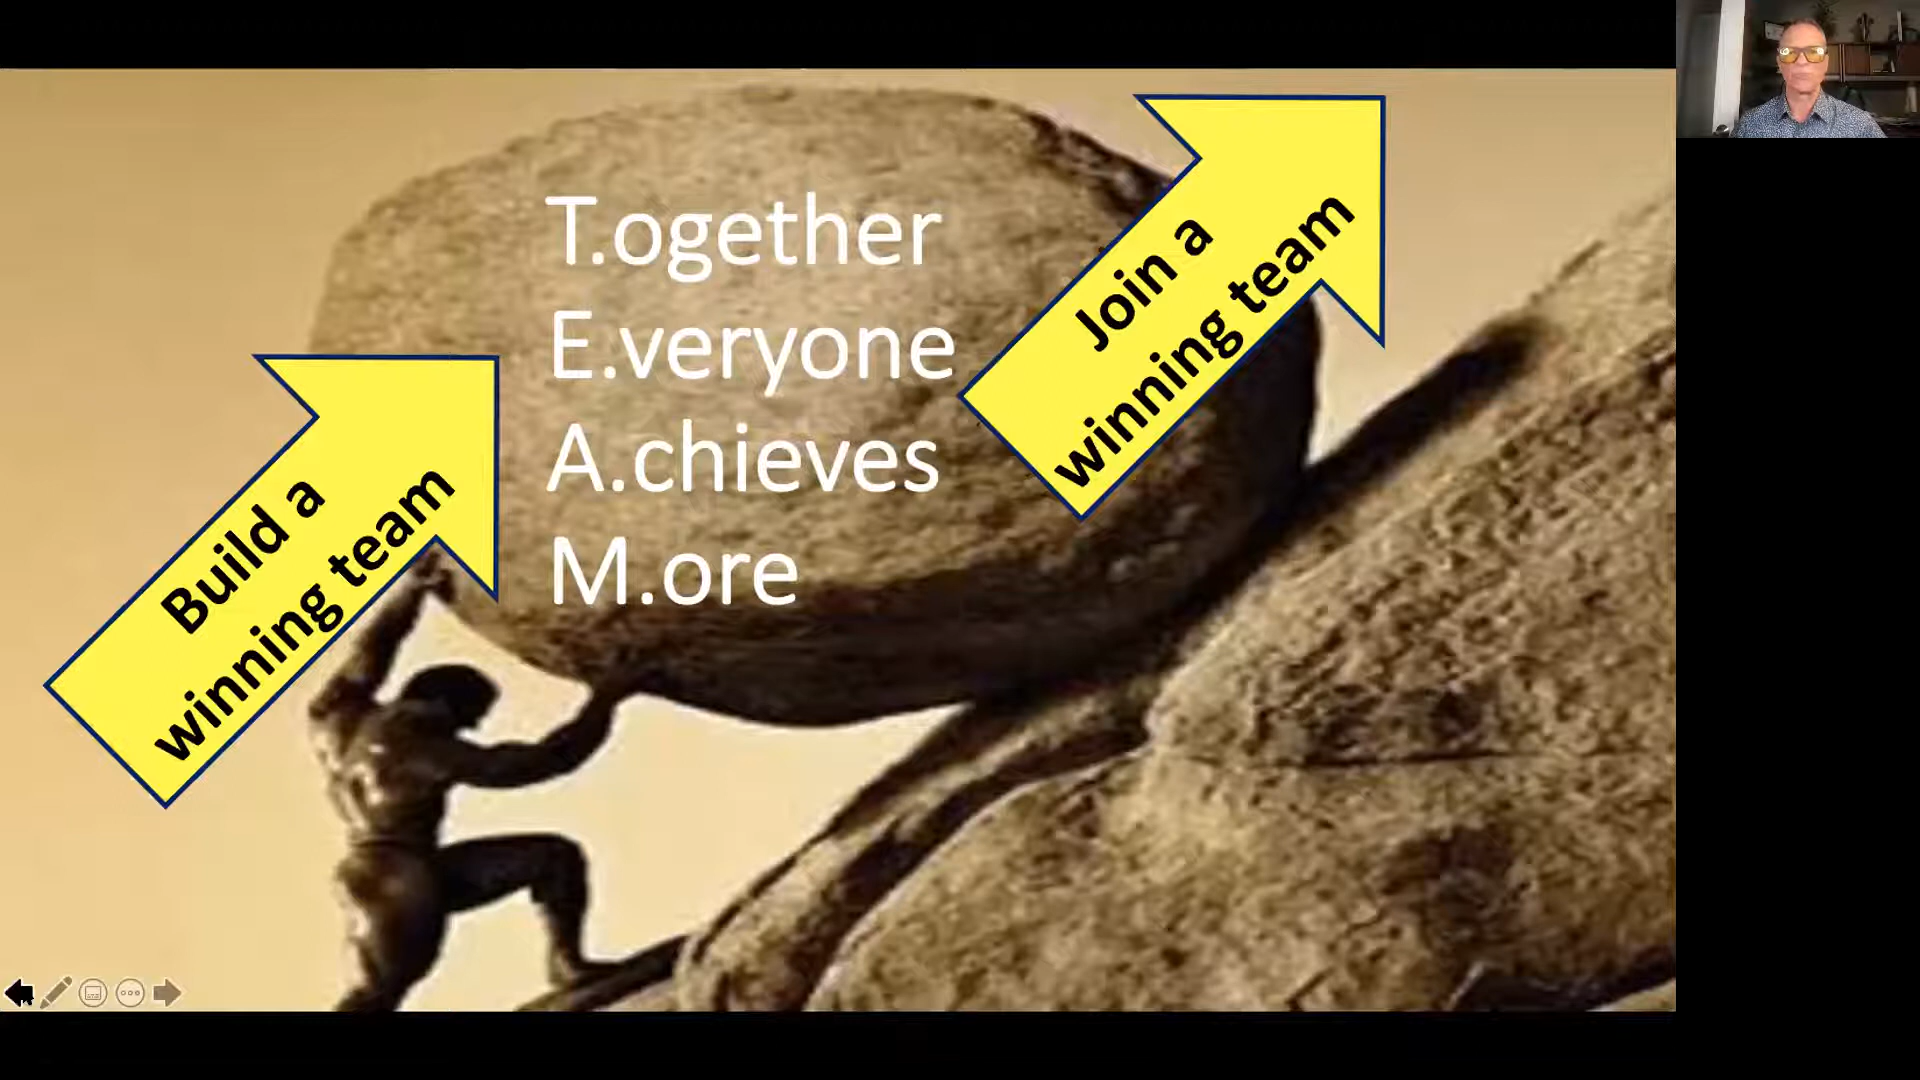 T.ogether
E.veryone
A.chieves
M.ore
Build a
winning team
Join a
winning team